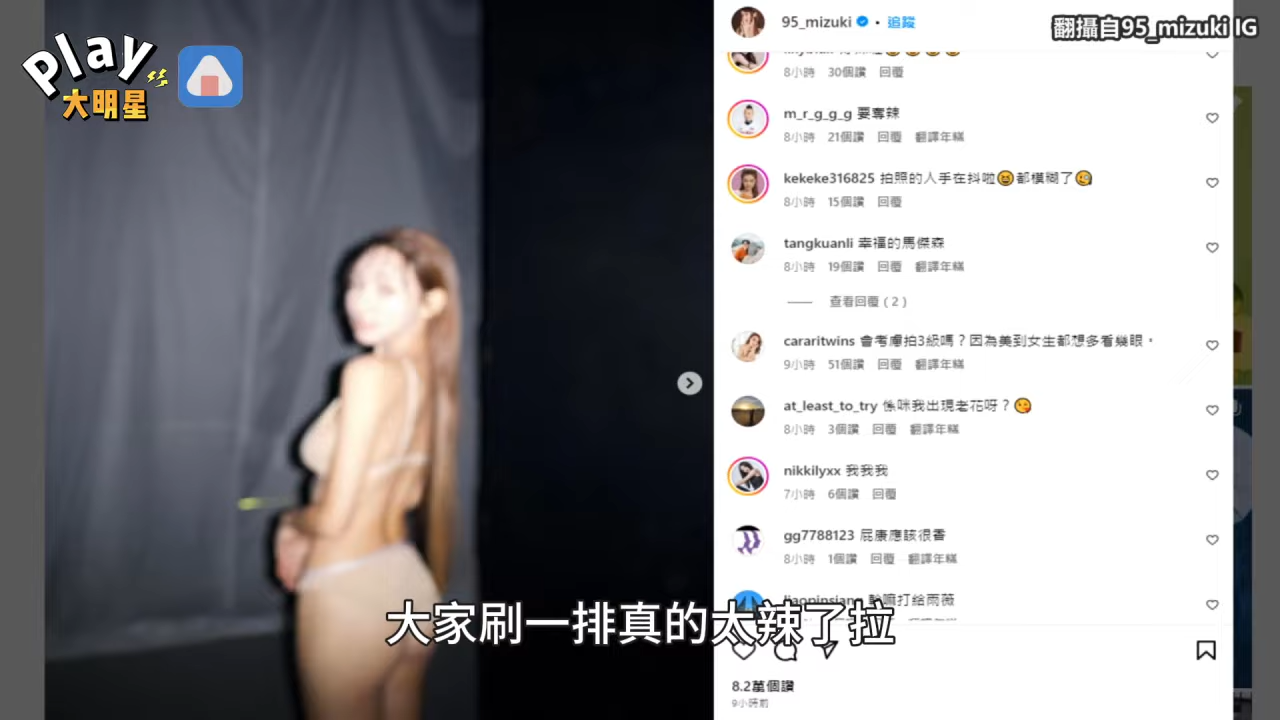 Play
大明星
95_mizuki • 追蹤
翻攝自95_mizuki IG
8小時 30個讚 回覆
m_r_g_g_g 要奪辣
8小時 21個讚 回覆 翻譯年糕
kekeke316825 拍照的人手在抖啦😆都模糊了🥲
8小時 15個讚 回覆
tangkuanli 幸福的馬傑森
8小時 19個讚 回覆 翻譯年糕
查看回覆（2）
cararitwins 會考慮拍3級嗎？因為美到女生都想多看幾眼。
9小時 51個讚 回覆 翻譯年糕
at_least_to_try 係咪我出現老花呀？😘
8小時 3個讚 回覆 翻譯年糕
nikkilyxx 我我我
7小時 6個讚 回覆
gg7788123 屁康應該很香
8小時 1個讚 回覆 翻譯年糕
liaopinsiang 幹嘛打給雨薇
大家刷一排真的太辣了拉
8.2萬個讚
9小時前